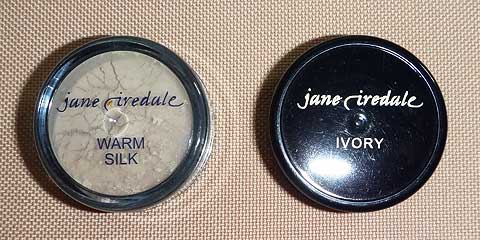 jane iredale
WARM
SILK
jane iredale
IVORY